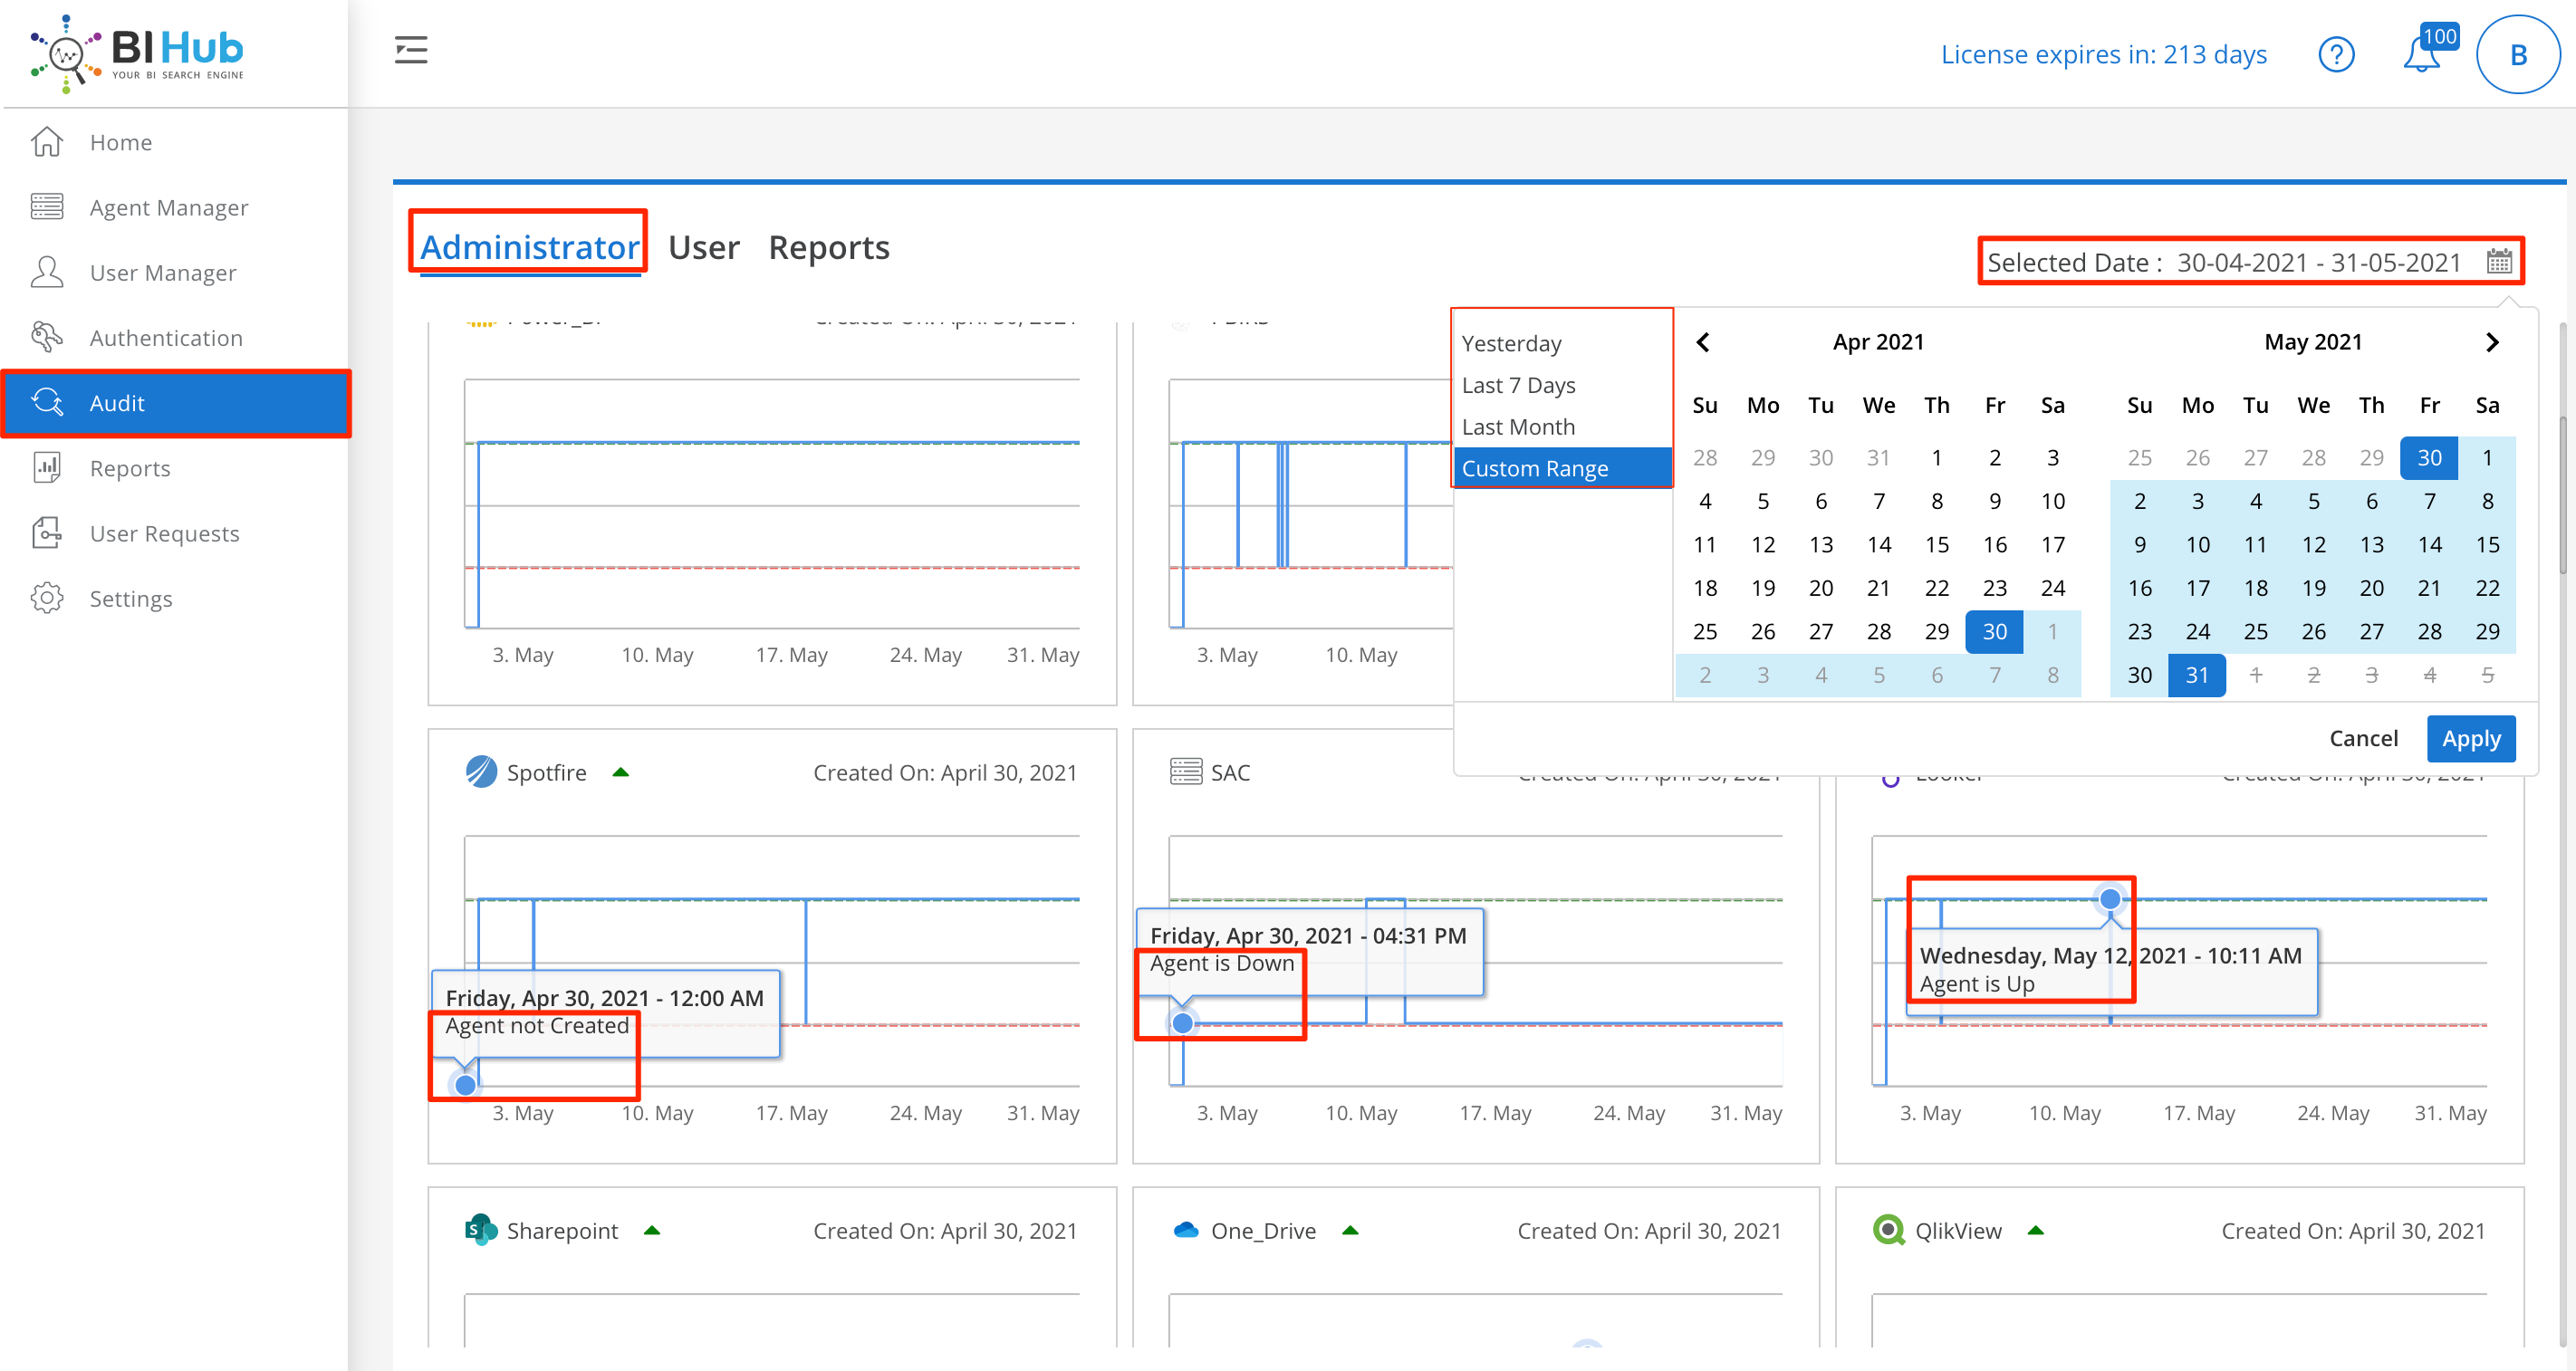 BI Hub
YOUR BI SEARCH ENGINE
License expires in: 213 days
?
100
B
Home
Agent Manager
User Manager
Authentication
Audit
Reports
User Requests
Settings
Administrator User Reports
Selected Date : 30-04-2021 - 31-05-2021
Power_BI
Created On: April 30, 2021
PBIRS
3. May 10. May 17. May 24. May 31. May
3. May 10. May
Yesterday
Last 7 Days
Last Month
Custom Range
Apr 2021
Su Mo Tu We Th Fr Sa
28 29 30 31 1 2 3
4 5 6 7 8 9 10
11 12 13 14 15 16 17
18 19 20 21 22 23 24
25 26 27 28 29 30 1
2 3 4 5 6 7 8
May 2021
Su Mo Tu We Th Fr Sa
25 26 27 28 29 30 1
2 3 4 5 6 7 8
9 10 11 12 13 14 15
16 17 18 19 20 21 22
23 24 25 26 27 28 29
30 31 1 2 3 4 5
Cancel Apply
Spotfire Created On: April 30, 2021
Friday, Apr 30, 2021 - 12:00 AM
Agent not Created
3. May 10. May 17. May 24. May 31. May
SAC Created On: April 30, 2021
Friday, Apr 30, 2021 - 04:31 PM
Agent is Down
3. May 10. May 17. May 24. May 31. May
Looker Created On: April 30, 2021
Wednesday, May 12, 2021 - 10:11 AM
Agent is Up
3. May 10. May 17. May 24. May 31. May
Sharepoint Created On: April 30, 2021
One_Drive Created On: April 30, 2021
QlikView Created On: April 30, 2021